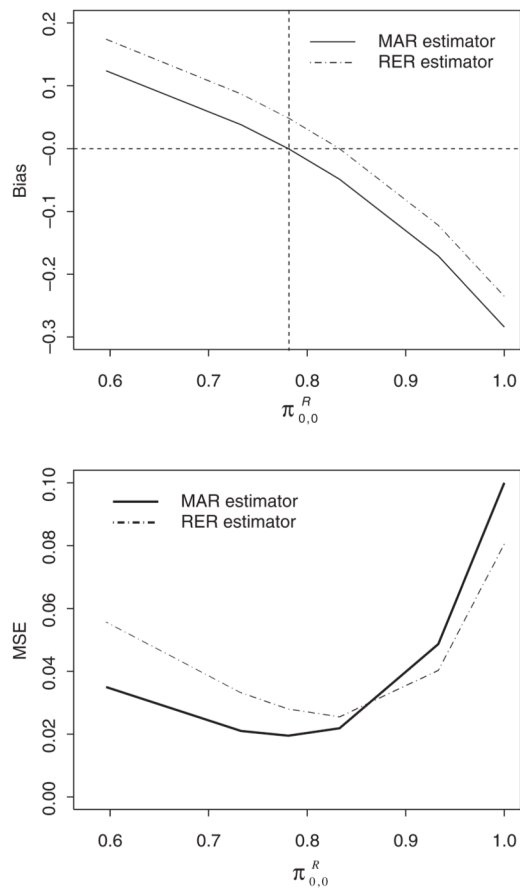 0.2
0.1
−0.0
−0.1
−0.2
−0.3
Bias
MAR estimator
RER estimator
0.6 0.7 0.8 0.9 1.0
π 0,0 R
0.10
0.08
0.06
0.04
0.02
0.00
MSE
MAR estimator
RER estimator
0.6 0.7 0.8 0.9 1.0
π 0,0 R